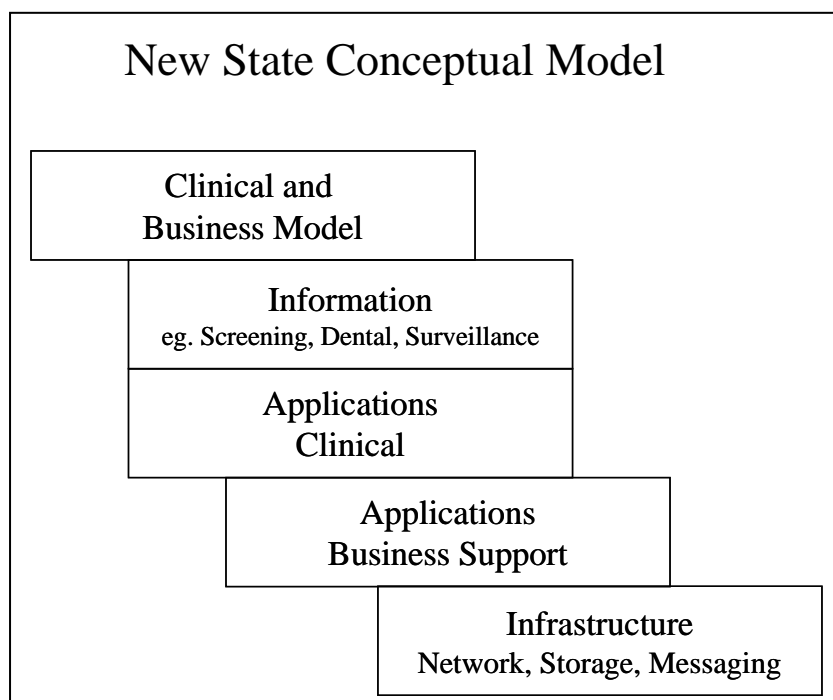 New State Conceptual Model
Clinical and
Business Model
Information
eg. Screening, Dental, Surveillance
Applications
Clinical
Applications
Business Support
Infrastructure
Network, Storage, Messaging